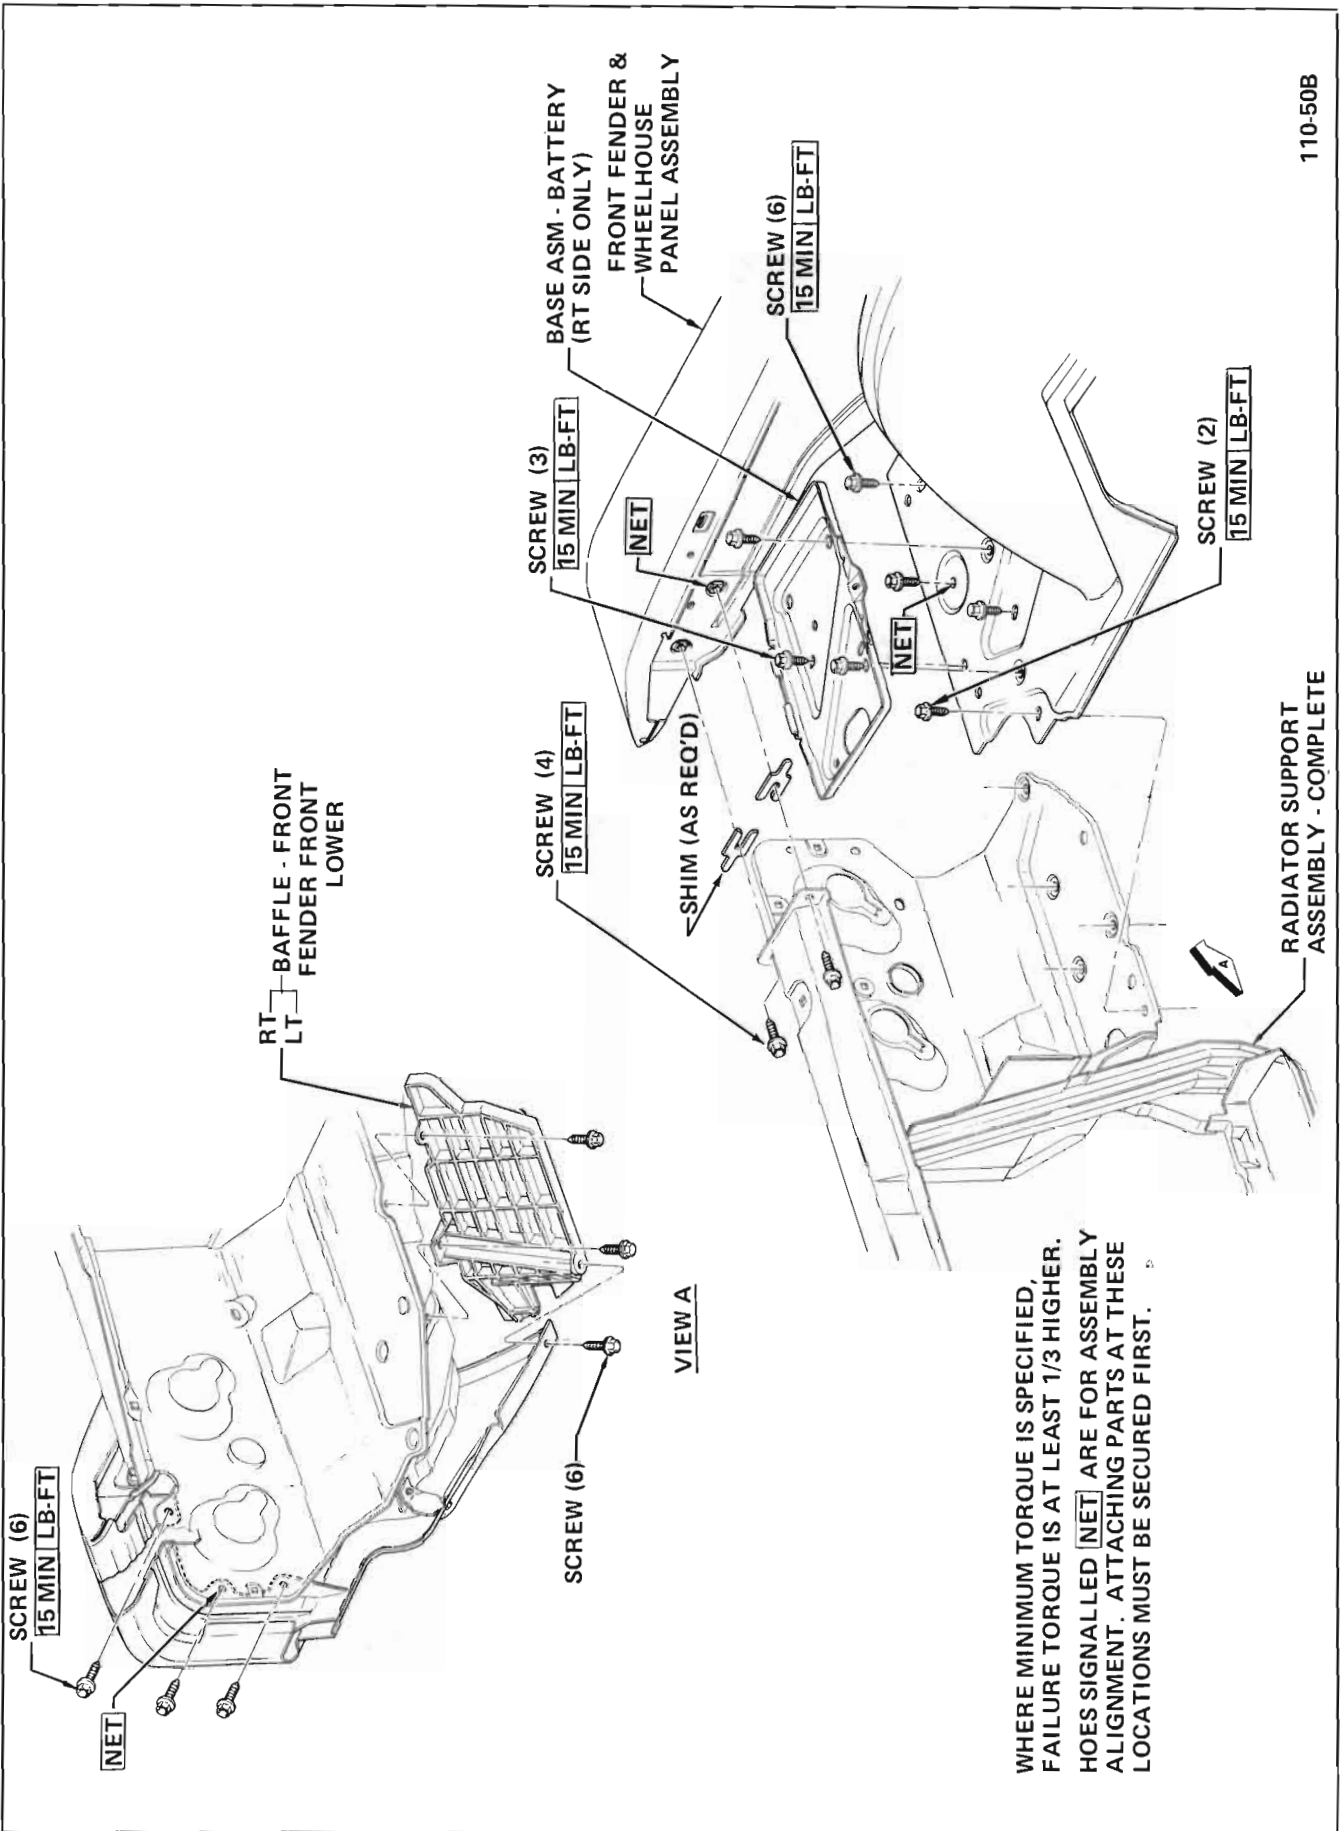 SCREW (6)
15 MIN LB-FT
NET
RT
LT
BAFFLE - FRONT
FENDER FRONT
LOWER
SCREW (6)
VIEW A
SCREW (4)
15 MIN LB-FT
SCREW (3)
15 MIN LB-FT
NET
BASE ASM - BATTERY
(RT SIDE ONLY)
FRONT FENDER &
WHEELHOUSE
PANEL ASSEMBLY
SHIM (AS REQ'D)
SCREW (6)
15 MIN LB-FT
NET
SCREW (2)
15 MIN LB-FT
A
RADIATOR SUPPORT
ASSEMBLY - COMPLETE
WHERE MINIMUM TORQUE IS SPECIFIED,
FAILURE TORQUE IS AT LEAST 1/3 HIGHER.
HOES SIGNALLED NET ARE FOR ASSEMBLY
ALIGNMENT. ATTACHING PARTS AT THESE
LOCATIONS MUST BE SECURED FIRST.
110-50B